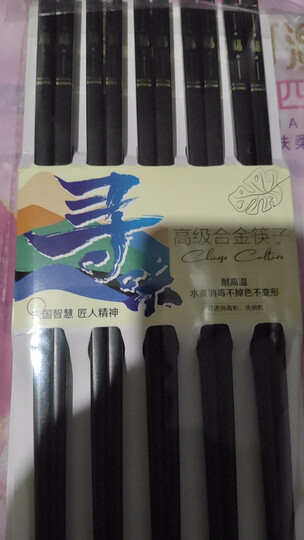 寻味
高级合金筷子
Chinese Culture
耐高温
水煮消毒不掉色不变形
中国智慧 匠人精神